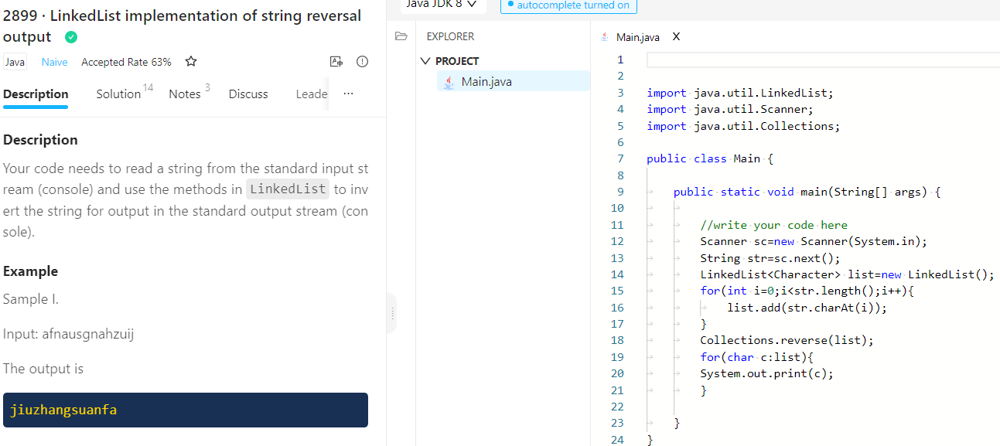 2899 · LinkedList implementation of string reversal
output
Java Naive Accepted Rate 63%
Description Solution 14 Notes 3 Discuss Leade ...
Description
Your code needs to read a string from the standard input st
ream (console) and use the methods in LinkedList to inv
ert the string for output in the standard output stream (con
sole).
Example
Sample I.
Input: afnausgnahzuij
The output is
jiuzhangsuanfa
Java JDK 8
autocomplete turned on
EXPLORER
PROJECT
Main.java
Main.java X
1
2
3 import java.util.LinkedList;
4 import java.util.Scanner;
5 import java.util.Collections;
6
7 public class Main {
8
9 public static void main(String[] args) {
10
11 //write your code here
12 Scanner sc=new Scanner(System.in);
13 String str=sc.next();
14 LinkedList<Character> list=new LinkedList();
15 for(int i=0;i<str.length();i++){
16 list.add(str.charAt(i));
17 }
18 Collections.reverse(list);
19 for(char c:list){
20 System.out.print(c);
21 }
22
23 }
24 }